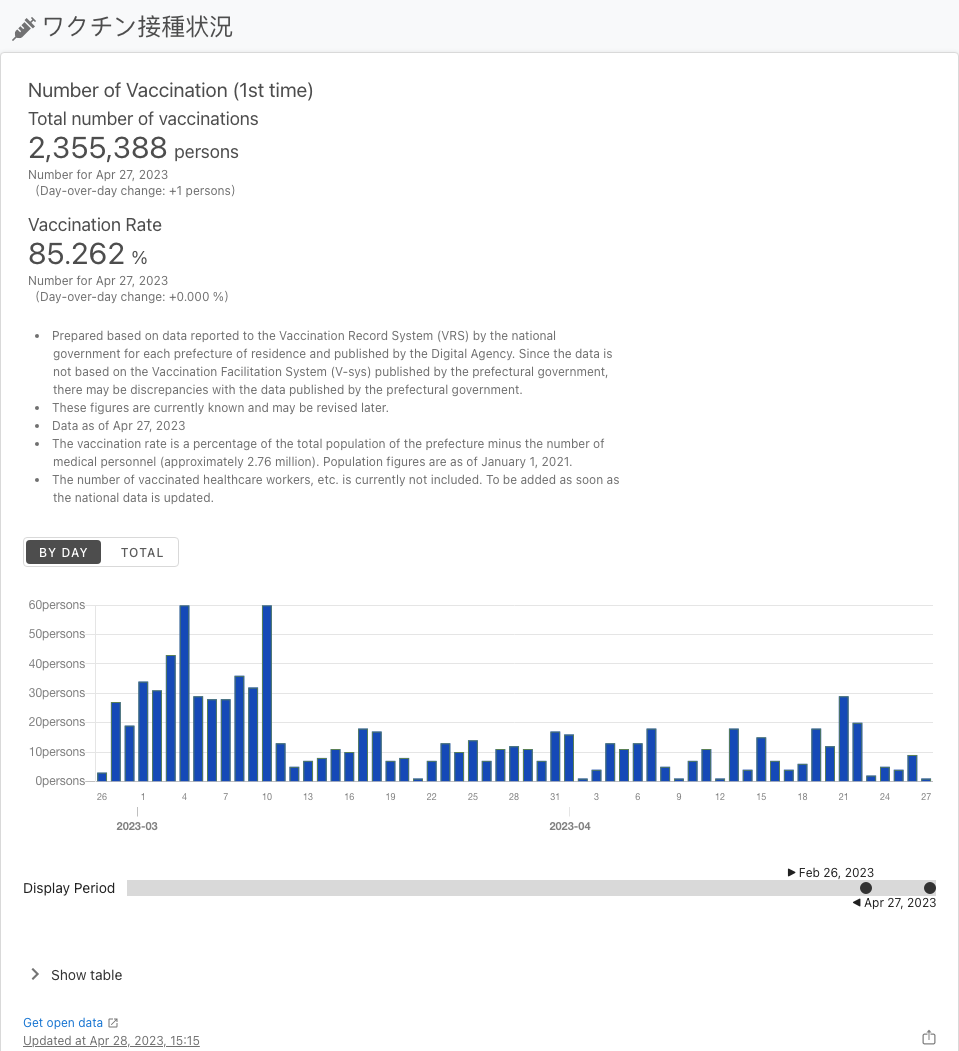 ワクチン接種状況
Number of Vaccination (1st time)
Total number of vaccinations
2,355,388 persons
Number for Apr 27, 2023
(Day-over-day change: +1 persons)
Vaccination Rate
85.262 %
Number for Apr 27, 2023
(Day-over-day change: +0.000 %)
• Prepared based on data reported to the Vaccination Record System (VRS) by the national
government for each prefecture of residence and published by the Digital Agency. Since the data is
not based on the Vaccination Facilitation System (V-sys) published by the prefectural government,
there may be discrepancies with the data published by the prefectural government.
• These figures are currently known and may be revised later.
• Data as of Apr 27, 2023
• The vaccination rate is a percentage of the total population of the prefecture minus the number of
medical personnel (approximately 2.76 million). Population figures are as of January 1, 2021.
• The number of vaccinated healthcare workers, etc. is currently not included. To be added as soon as
the national data is updated.
BY DAY TOTAL
60persons
50persons
40persons
30persons
20persons
10persons
0persons
26 1 4 7 10 13 16 19 22 25 28 31 3 6 9 12 15 18 21 24 27
2023-03 2023-04
▶ Feb 26, 2023
Display Period
◀ Apr 27, 2023
Show table
Get open data
Updated at Apr 28, 2023, 15:15